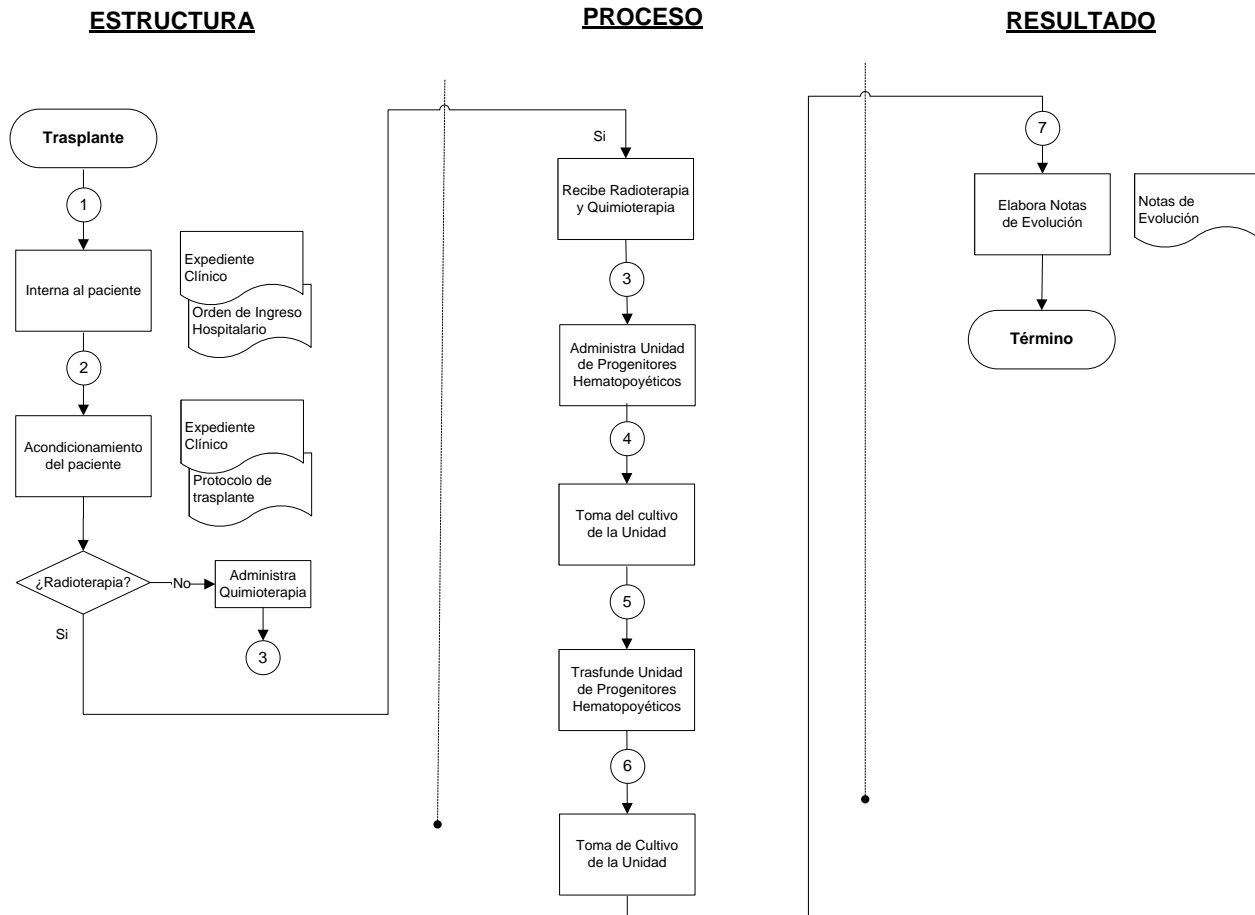 ESTRUCTURA
PROCESO
RESULTADO
Trasplante
1
Interna al paciente
Expediente
Clínico
Orden de Ingreso
Hospitalario
2
Acondicionamiento
del paciente
Expediente
Clínico
Protocolo de
trasplante
¿Radioterapia?
No
Administra
Quimioterapia
3
Si
Si
Recibe Radioterapia
y Quimioterapia
3
Administra Unidad
de Progenitores
Hematopoyéticos
4
Toma del cultivo
de la Unidad
5
Trasfunde Unidad
de Progenitores
Hematopoyéticos
6
Toma de Cultivo
de la Unidad
7
Elabora Notas
de Evolución
Notas de
Evolución
Término